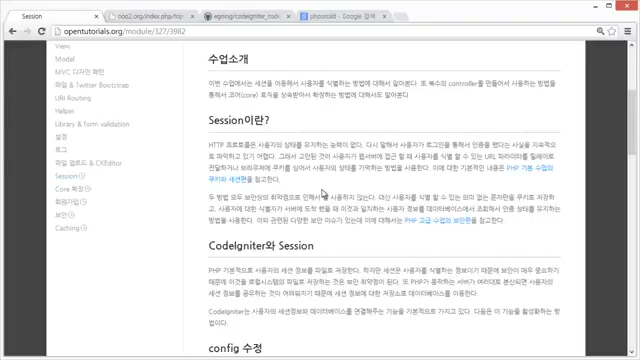 Session
ooo2.org/index.php/top
egoing/codeigniter_codei
phporaid - Google 검색
opentutorials.org/module/327/3982
View
Model
MVC 디자인 패턴
파일 & Twitter Bootstrap
URI Routing
Helper
Library & form validation
설정
로그
파일 업로드 & CKEditor
Session
Core 확장
회원가입
보안
Caching
수업소개
이번 수업에서는 세션을 이용해서 사용자를 식별하는 방법에 대해서 알아본다. 또 복수의 controller를 만들어서 사용하는 방법을
통해서 코어(core) 로직을 상속받아서 확장하는 방법에 대해서도 알아본다
Session이란?
HTTP 프로토콜은 사용자의 상태를 유지하는 능력이 없다. 다시 말해서 사용자가 로그인을 통해서 인증을 했다는 사실을 지속적으
로 파악하고 있기 어렵다. 그래서 고안된 것이 사용자가 웹서버에 접근 할 때 사용자를 식별 할 수 있는 URL 파라미터를 릴레이로
전달하거나 브라우저에 쿠키를 심어서 사용자의 상태를 기억하는 방법을 사용한다. 이에 대한 기본적인 내용은 PHP 기본 수업의
쿠키와 세션편을 참고한다.
두 방법 모두 보안상의 취약점으로 인해서 사용하지 않는다. 대신 사용자를 식별 할 수 있는 의미 없는 문자만을 쿠키로 저장하
고, 사용자에 대한 식별자가 서버에 도착 했을 때 이것과 일치하는 사용자 정보를 데이터베이스에서 조회해서 인증 상태를 유지하는
방법을 사용한다. 이와 관련된 다양한 보안 이슈가 있는데 이에 대해서는 PHP 고급 수업의 보안편을 참고한다.
CodeIgniter와 Session
PHP 기본적으로 사용자의 세션 정보를 파일로 저장한다. 하지만 세션은 사용자를 식별하는 정보이기 때문에 보안이 매우 중요하기
때문에 이것을 로컬시스템의 파일로 저장하는 것은 보안 취약점이 된다. 또 PHP가 동작하는 서버가 여러대로 분산되면 사용자의
세션 정보를 공유하는 것이 어려워지기 때문에 세션 정보에 대한 저장소로 데이터베이스를 이용한다.
CodeIgniter는 사용자의 세션정보와 데이터베이스를 연결해주는 기능을 기본적으로 가지고 있다. 다음은 이 기능을 활성화하는 방
법이다.
config 수정